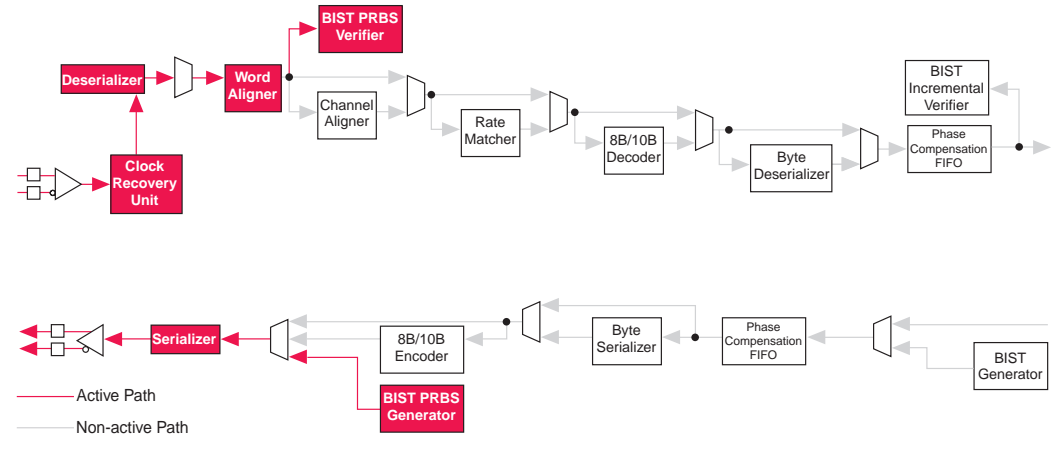 BIST PRBS
Verifier
Deserializer
Word
Aligner
Channel
Aligner
Rate
Matcher
8B/10B
Decoder
Byte
Deserializer
BIST
Incremental
Verifier
Phase
Compensation
FIFO
Clock
Recovery
Unit
Serializer
8B/10B
Encoder
BIST PRBS
Generator
Byte
Serializer
Phase
Compensation
FIFO
BIST
Generator
Active Path
Non-active Path